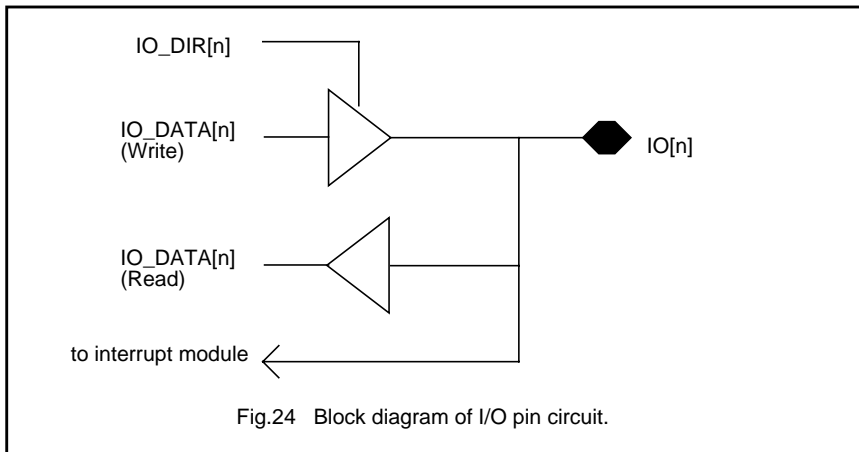 IO_DIR[n]
IO_DATA[n]
(Write)
IO[n]
IO_DATA[n]
(Read)
to interrupt module
Fig.24 Block diagram of I/O pin circuit.